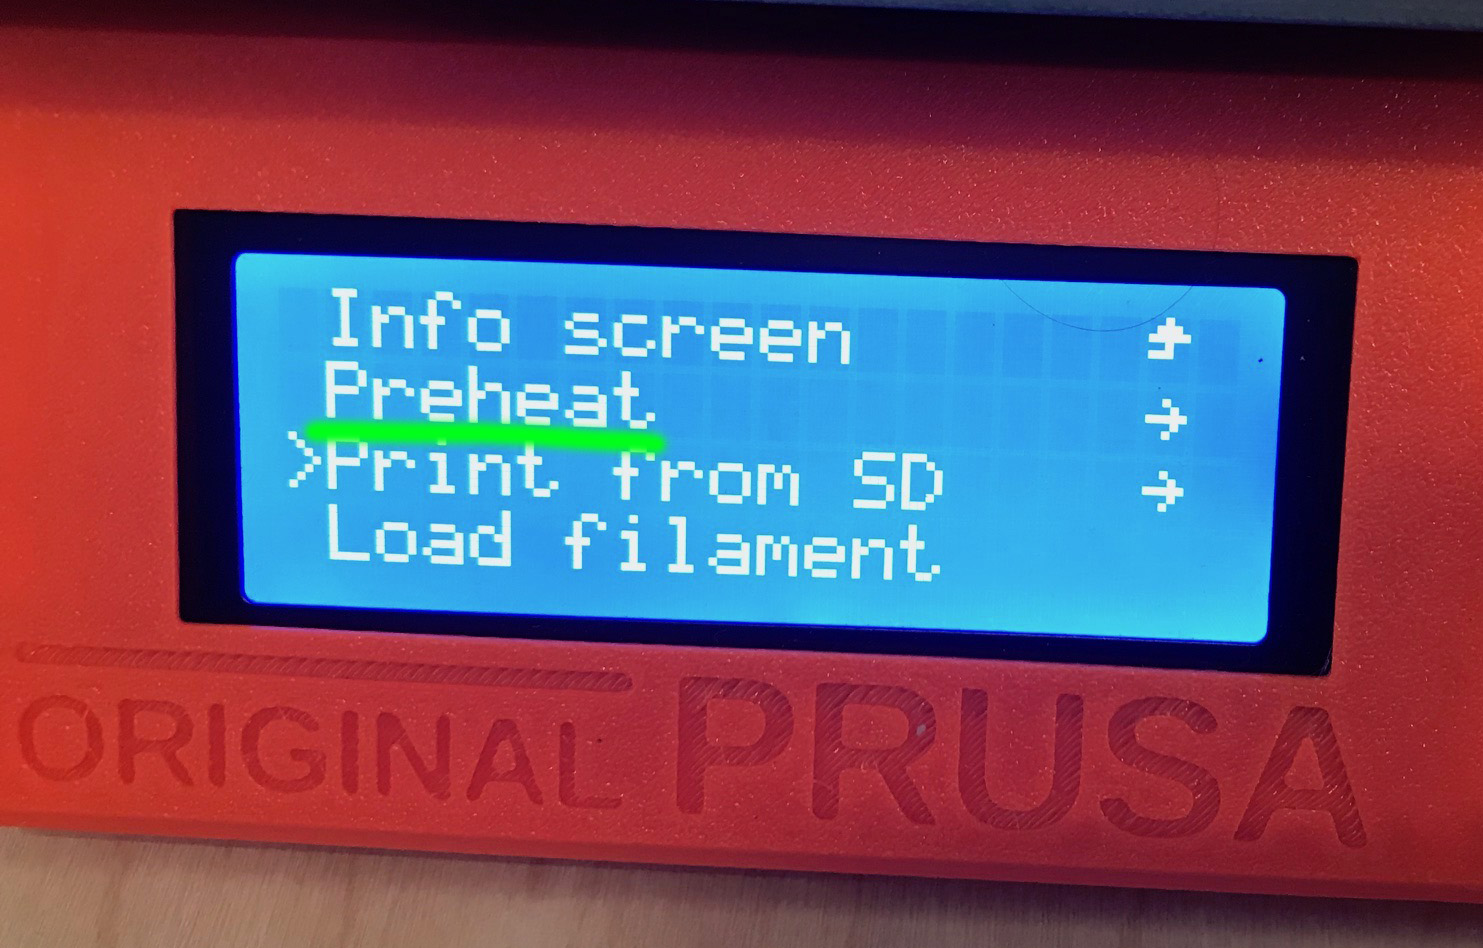 Info screen
Preheat
>Print from SD →
Load filament
ORIGINAL PRUSA